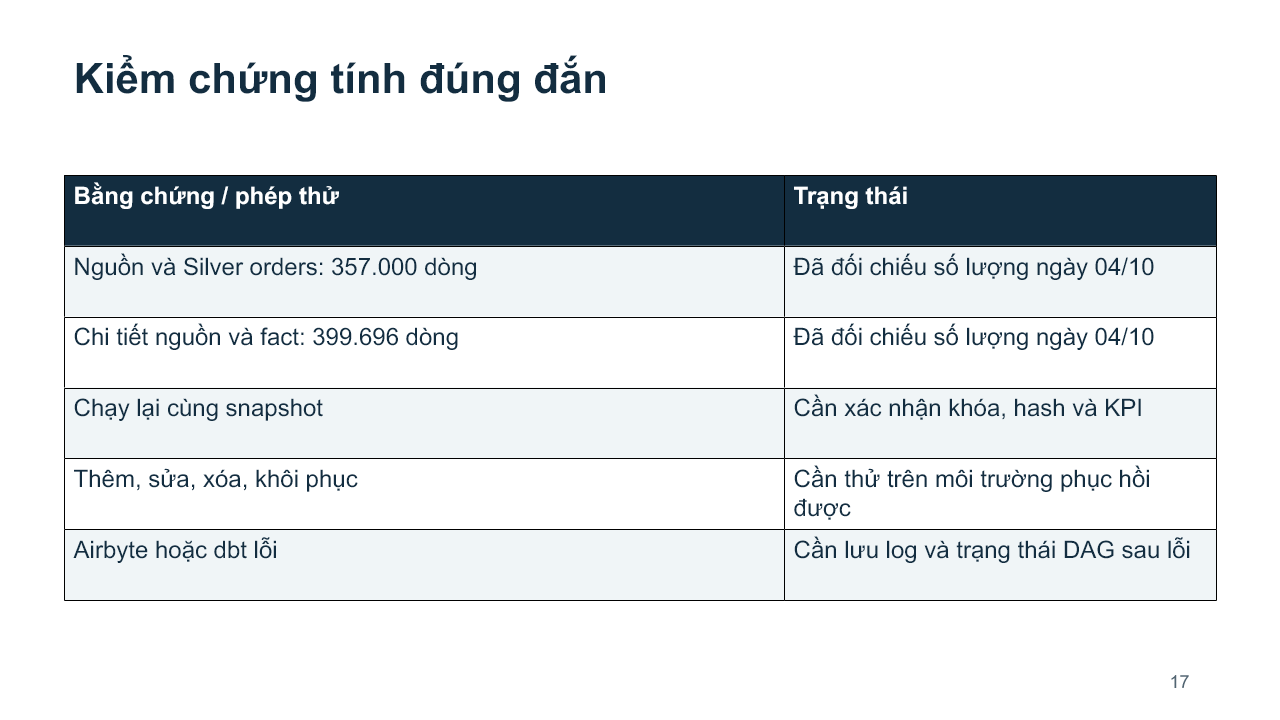 Kiểm chứng tính đúng đắn
Bằng chứng / phép thử
Trạng thái
Nguồn và Silver orders: 357.000 dòng
Đã đối chiếu số lượng ngày 04/10
Chi tiết nguồn và fact: 399.696 dòng
Đã đối chiếu số lượng ngày 04/10
Chạy lại cùng snapshot
Cần xác nhận khóa, hash và KPI
Thêm, sửa, xóa, khôi phục
Cần thử trên môi trường phục hồi
được
Airbyte hoặc dbt lỗi
Cần lưu log và trạng thái DAG sau lỗi
17